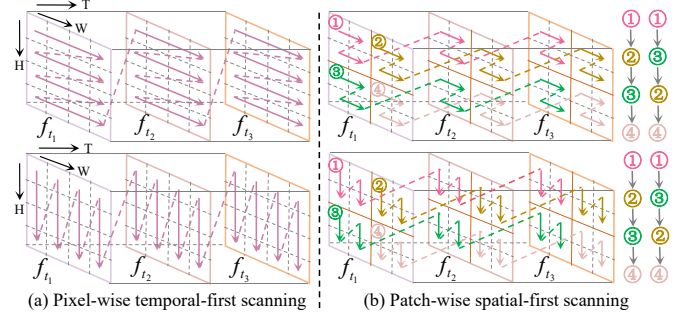 T
W
H
f_{t_1} f_{t_2} f_{t_3}
T
W
H
f_{t_1} f_{t_2} f_{t_3}
(a) Pixel-wise temporal-first scanning
T
W
H
① ②
③ ④
f_{t_1} f_{t_2} f_{t_3}
① ①
② ③
③ ②
④ ④
T
W
H
① ②
③ ④
f_{t_1} f_{t_2} f_{t_3}
① ①
② ③
③ ②
④ ④
(b) Patch-wise spatial-first scanning